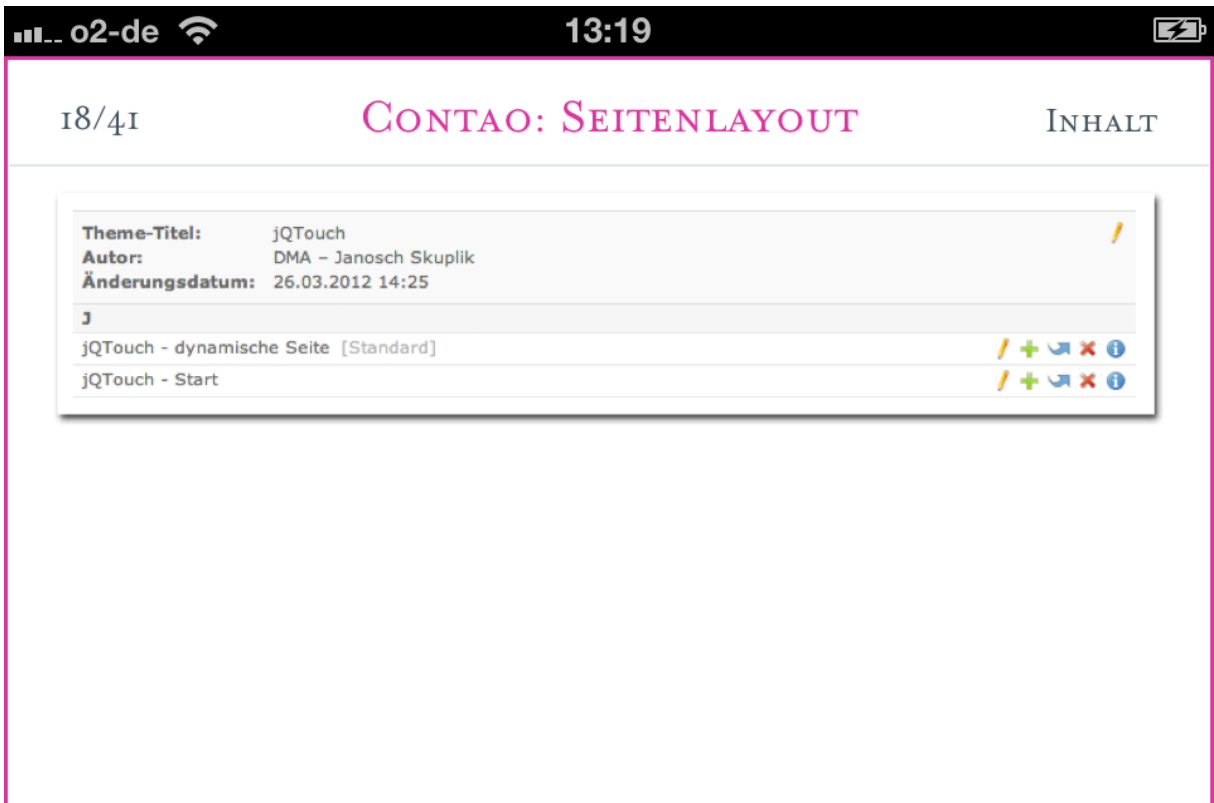 o2-de 13:19
18/41 Contao: Seitenlayout Inhalt
Theme-Titel: jQTouch
Autor: DMA – Janosch Skuplik
Änderungsdatum: 26.03.2012 14:25
J
jQTouch - dynamische Seite [Standard]
jQTouch - Start